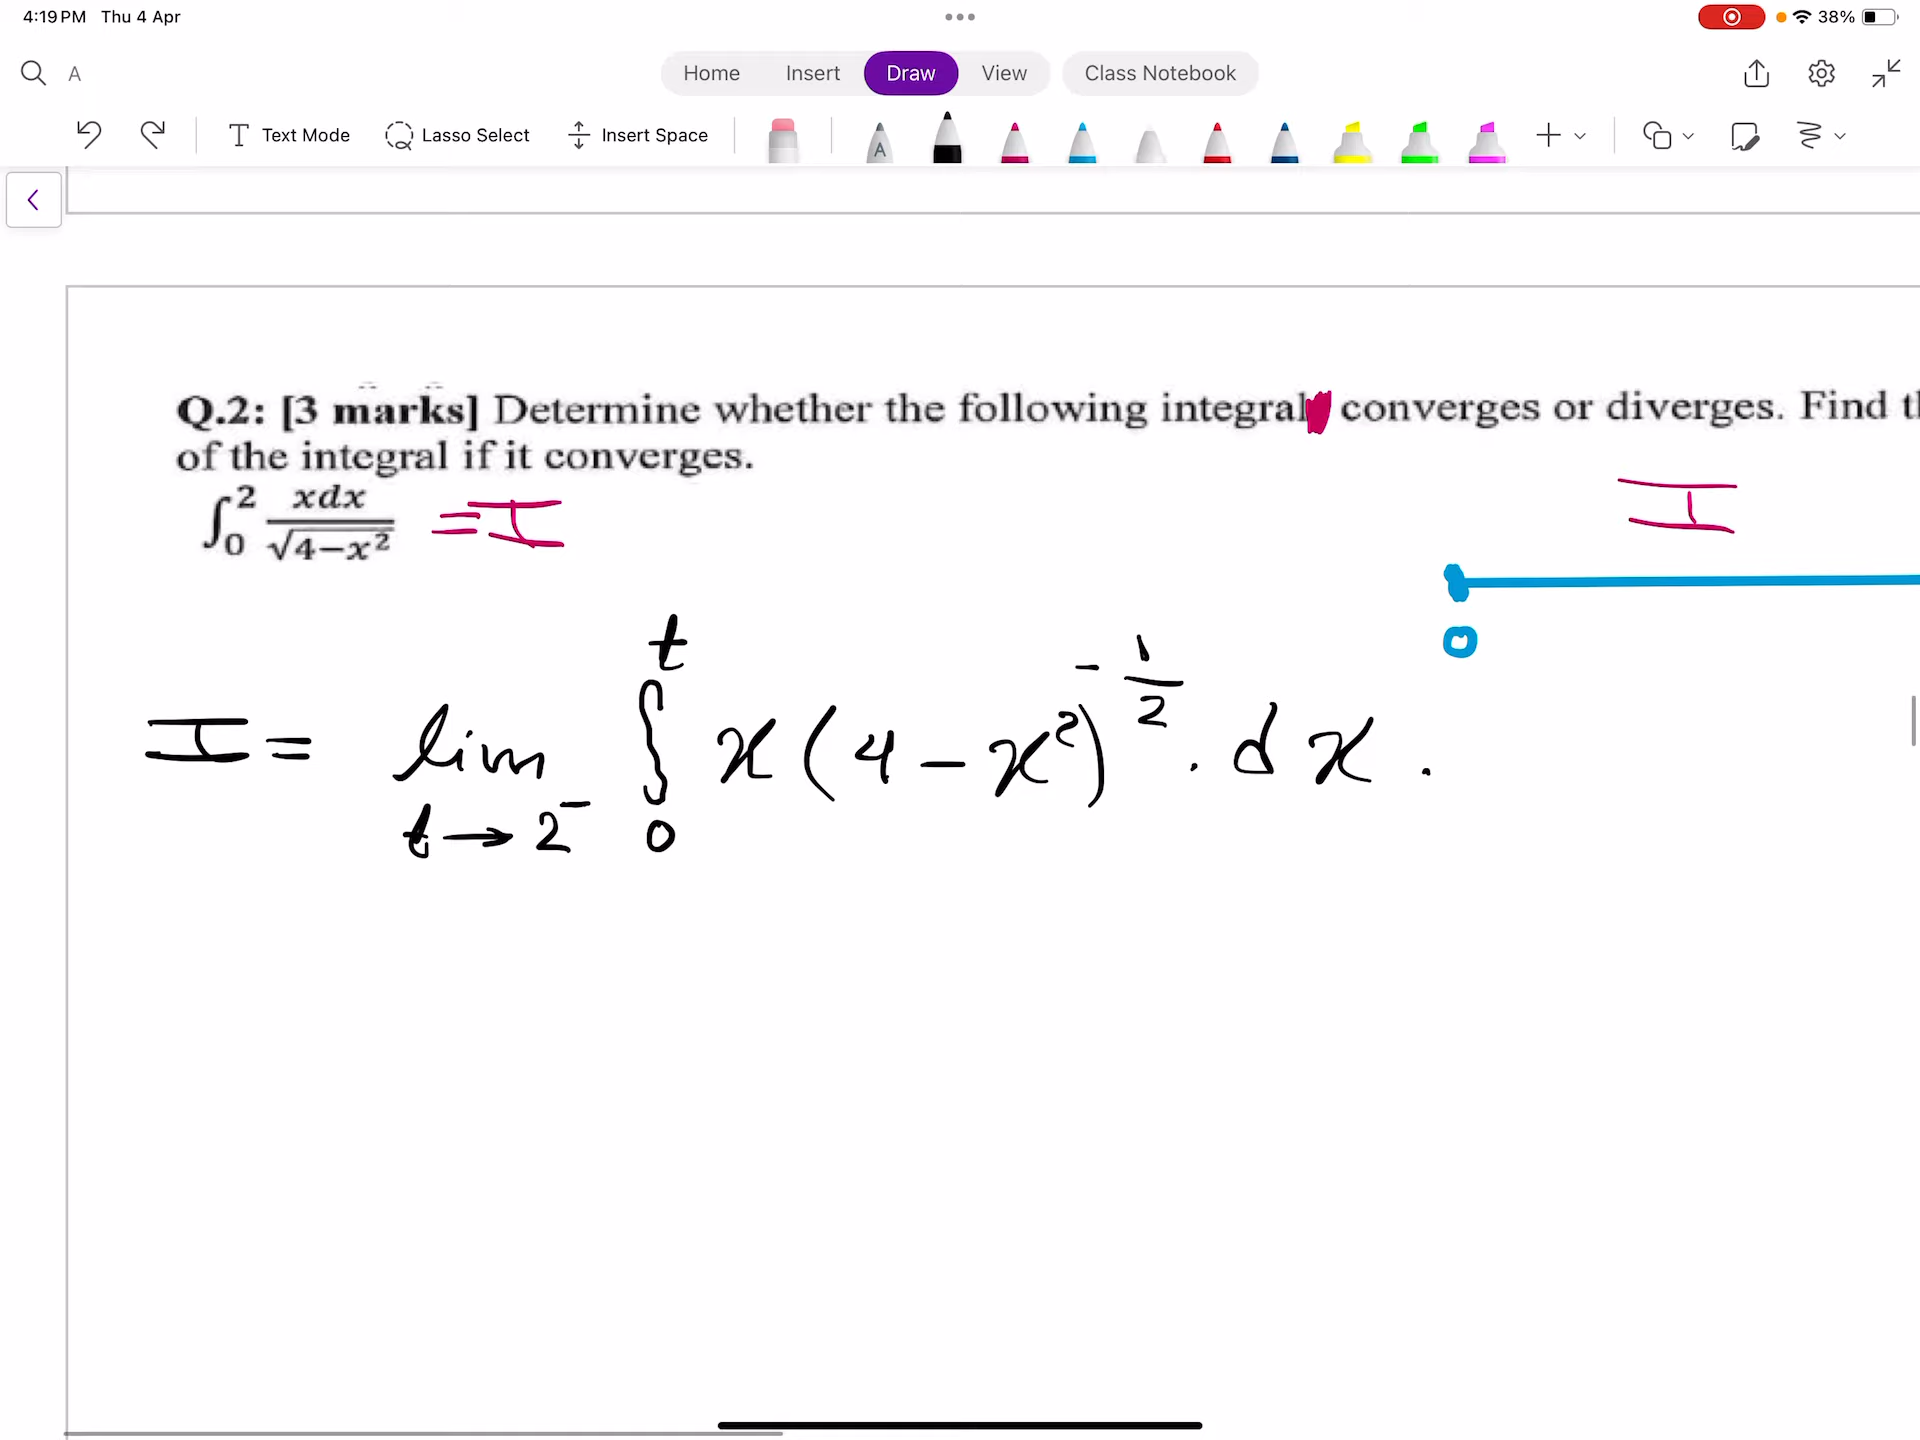 4:19 PM Thu 4 Apr
38%
A
Home Insert Draw View Class Notebook
Text Mode Lasso Select Insert Space
A
Q.2: [3 marks] Determine whether the following integral converges or diverges. Find t
of the integral if it converges.
∫₀² xdx/√4−x² = I
I
0
I = lim t→2⁻ ∫₀ᵗ x(4−x²)^−1/2 . dx .